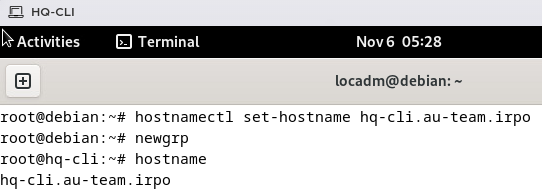 HQ-CLI
Activities Terminal Nov 6 05:28
locadm@debian: ~
root@debian:~# hostnamectl set-hostname hq-cli.au-team.irpo
root@debian:~# newgrp
root@hq-cli:~# hostname
hq-cli.au-team.irpo